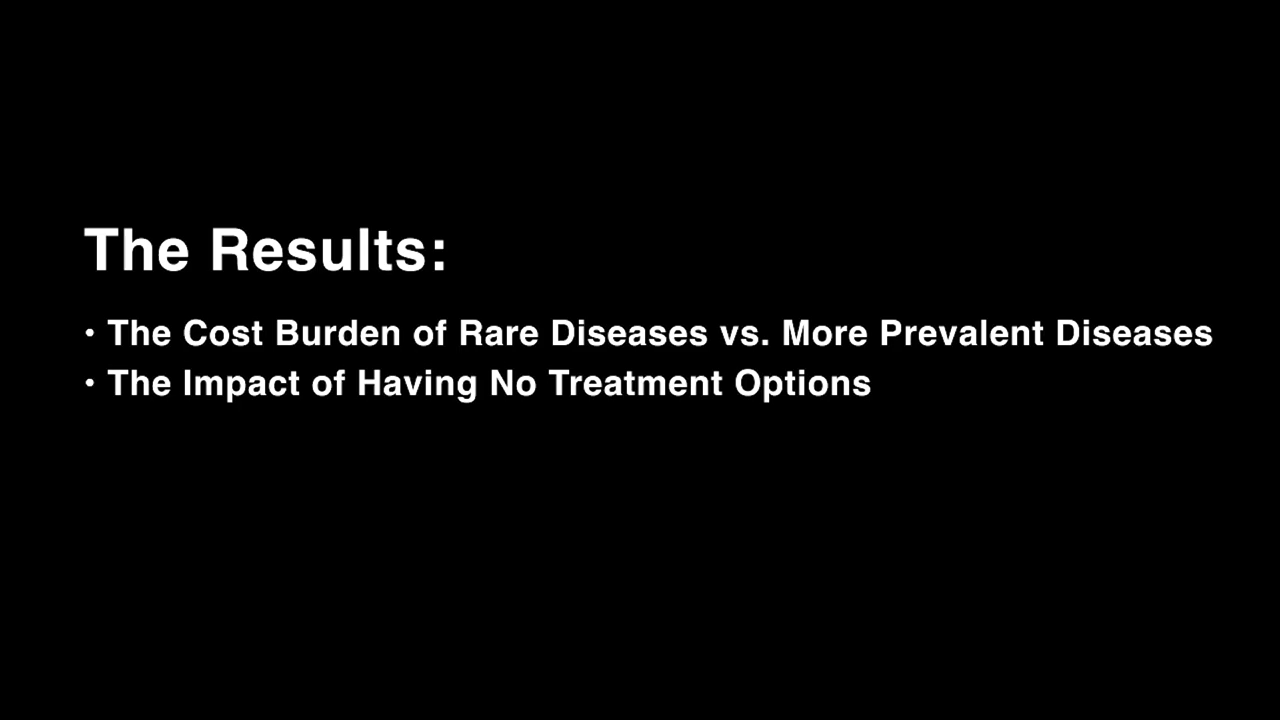 The Results:
• The Cost Burden of Rare Diseases vs. More Prevalent Diseases
• The Impact of Having No Treatment Options